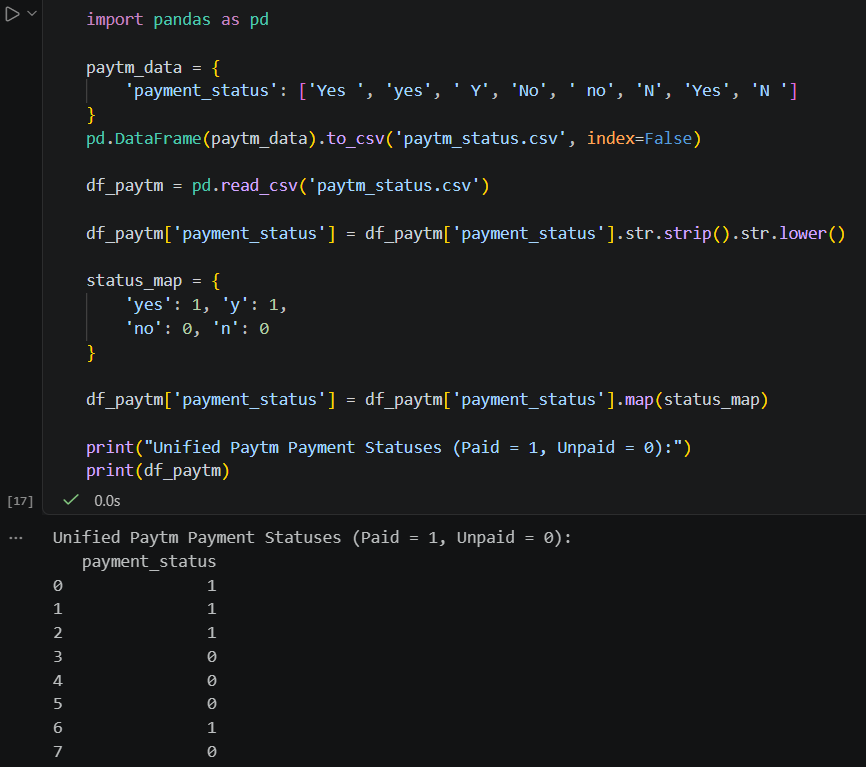 import pandas as pd
paytm_data = {
    'payment_status': ['Yes ', 'yes', ' Y', 'No', ' no', 'N', 'Yes', 'N ']
}
pd.DataFrame(paytm_data).to_csv('paytm_status.csv', index=False)
df_paytm = pd.read_csv('paytm_status.csv')
df_paytm['payment_status'] = df_paytm['payment_status'].str.strip().str.lower()
status_map = {
    'yes': 1, 'y': 1,
    'no': 0, 'n': 0
}
df_paytm['payment_status'] = df_paytm['payment_status'].map(status_map)
print("Unified Paytm Payment Statuses (Paid = 1, Unpaid = 0):")
print(df_paytm)
[17] 0.0s
... Unified Paytm Payment Statuses (Paid = 1, Unpaid = 0):
   payment_status
0               1
1               1
2               1
3               0
4               0
5               0
6               1
7               0